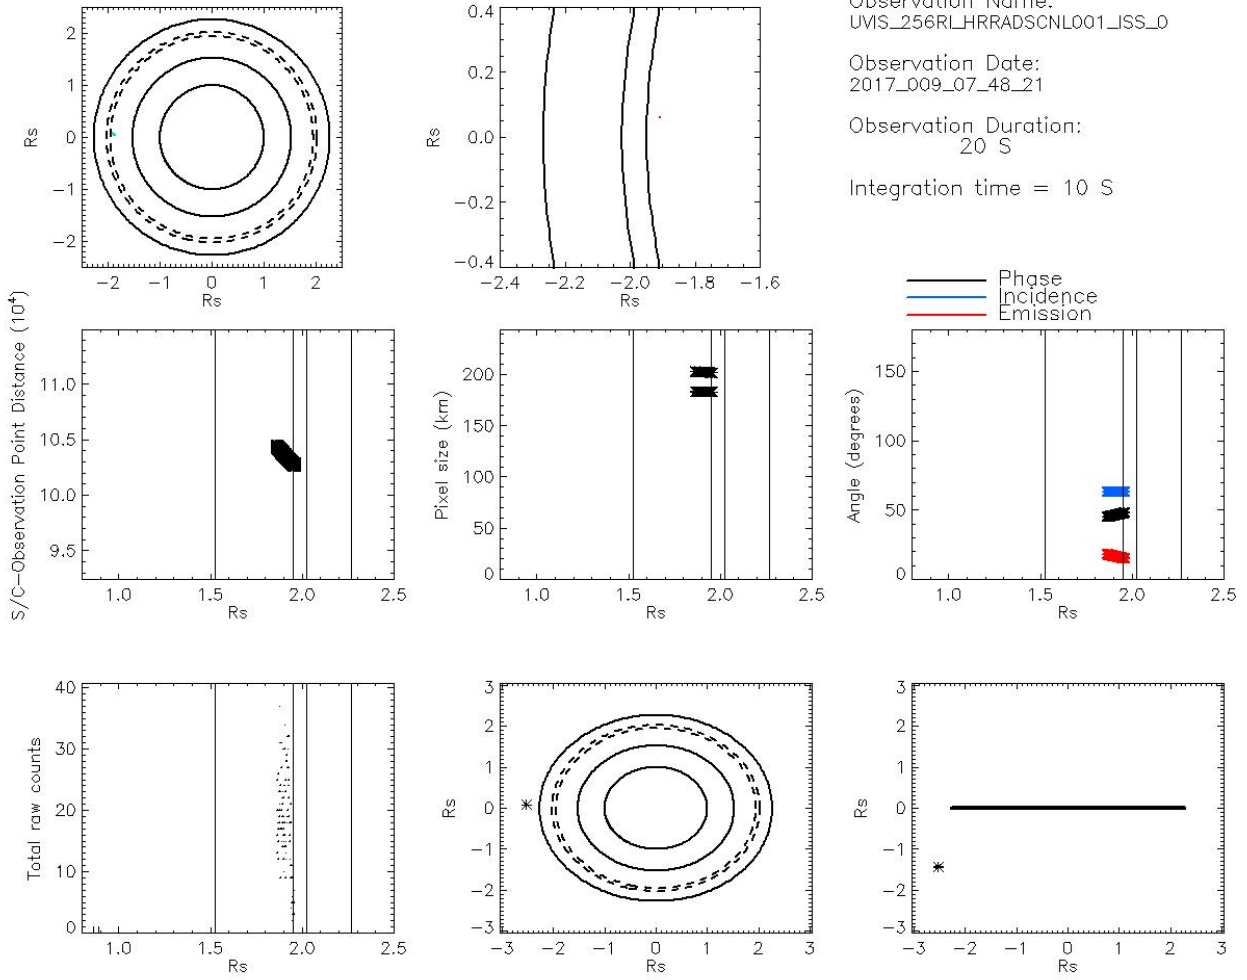 Observation Name:
UVIS_256RI_HRRADSCNL001_ISS_0
Observation Date:
2017_009_07_48_21
Observation Duration:
20 S
Integration time = 10 S
2
1
0
−1
−2
Rs
−2 −1 0 1 2
Rs
0.4
0.2
0.0
−0.2
−0.4
Rs
−2.4 −2.2 −2.0 −1.8 −1.6
Rs
Phase
Incidence
Emission
S/C−Observation Point Distance (10⁴)
11.0
10.5
10.0
9.5
1.0 1.5 2.0 2.5
Rs
Pixel size (km)
200
150
100
50
0
1.0 1.5 2.0 2.5
Rs
Angle (degrees)
150
100
50
0
1.0 1.5 2.0 2.5
Rs
Total raw counts
40
30
20
10
0
1.0 1.5 2.0 2.5
Rs
Rs
3
2
1
0
−1
−2
−3
−3 −2 −1 0 1 2 3
Rs
Rs
3
2
1
0
−1
−2
−3
−3 −2 −1 0 1 2 3
Rs